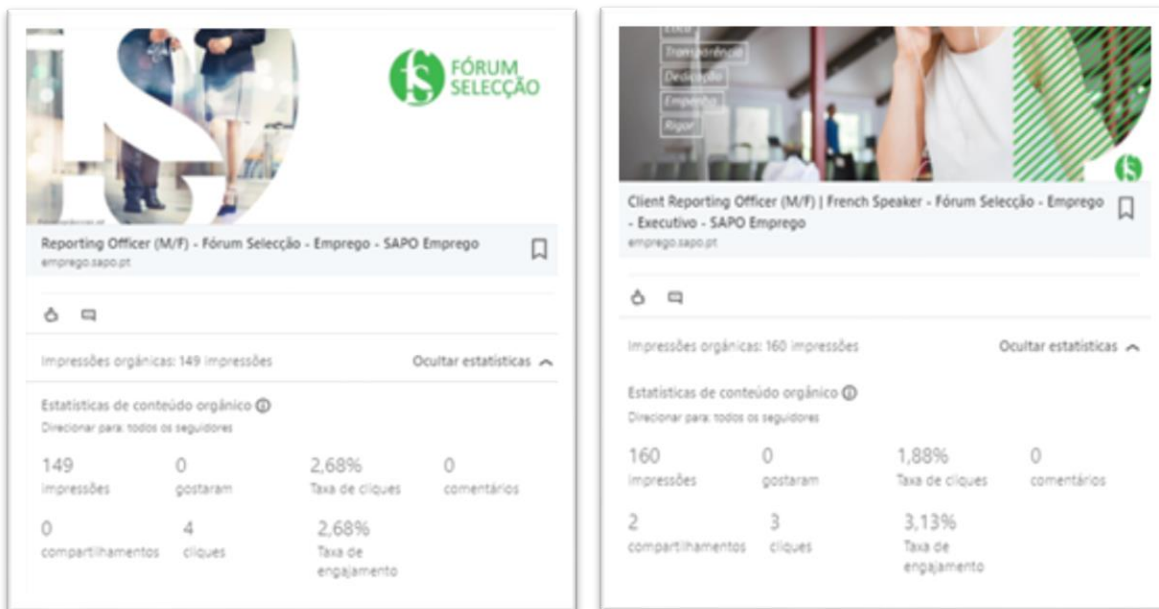 FÓRUM
SELECÇÃO
Reporting Officer (M/F) - Fórum Selecção - Emprego - SAPO Emprego
emprego.sapo.pt
Impressões orgânicas: 149 impressões
Ocultar estatísticas
Estatísticas de conteúdo orgânico
Direcionar para: todos os seguidores
149
0
2,68%
0
impressões
gostaram
Taxa de cliques
comentários
0
4
2,68%
compartilhamentos
cliques
Taxa de
engajamento
Ética
Transparência
Dedicação
Empenho
Rigor
Client Reporting Officer (M/F) | French Speaker - Fórum Selecção - Emprego
- Executivo - SAPO Emprego
emprego.sapo.pt
Impressões orgânicas: 160 impressões
Ocultar estatísticas
Estatísticas de conteúdo orgânico
Direcionar para: todos os seguidores
160
0
1,88%
0
impressões
gostaram
Taxa de cliques
comentários
2
3
3,13%
compartilhamentos
cliques
Taxa de
engajamento